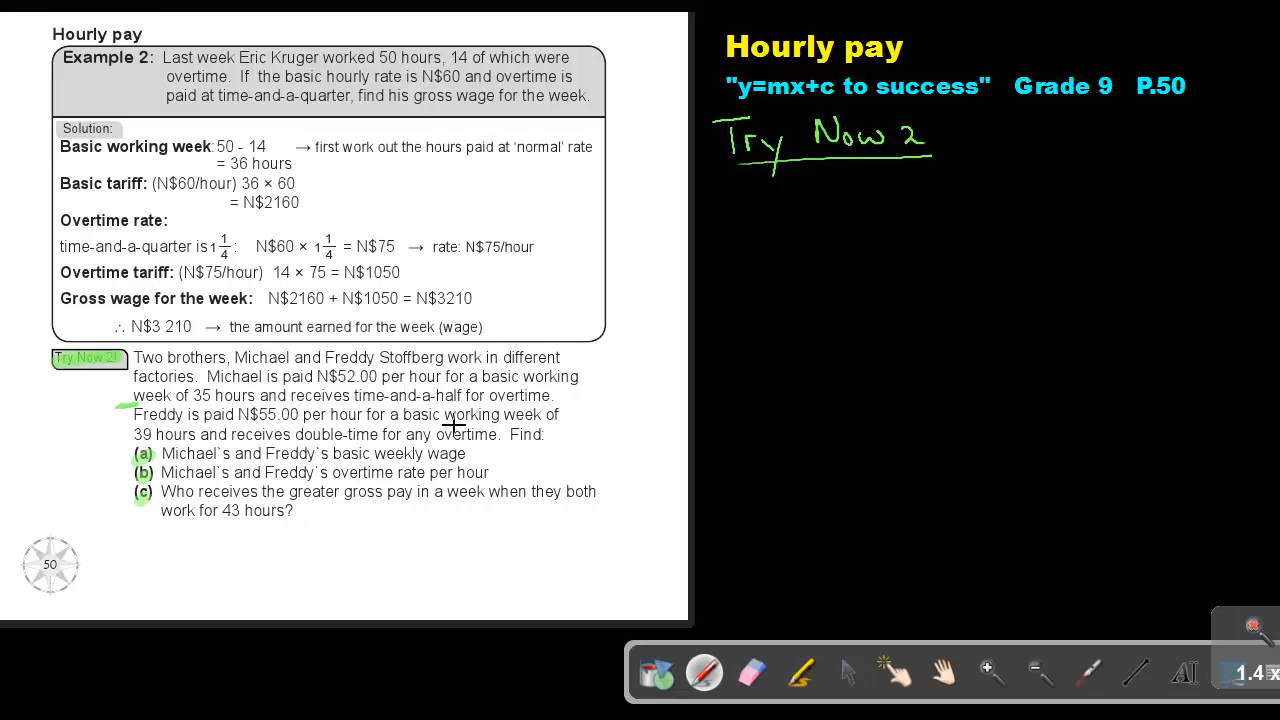 Hourly pay
Example 2: Last week Eric Kruger worked 50 hours, 14 of which were
overtime. If the basic hourly rate is N$60 and overtime is
paid at time-and-a-quarter, find his gross wage for the week.
Solution:
Basic working week: 50 - 14 → first work out the hours paid at ‘normal’ rate
= 36 hours
Basic tariff: (N$60/hour) 36 × 60
= N$2160
Overtime rate:
time-and-a-quarter is 1 1/4 : N$60 × 1 1/4 = N$75 → rate: N$75/hour
Overtime tariff: (N$75/hour) 14 × 75 = N$1050
Gross wage for the week: N$2160 + N$1050 = N$3210
∴ N$3 210 → the amount earned for the week (wage)
Try Now 2! Two brothers, Michael and Freddy Stoffberg work in different
factories. Michael is paid N$52.00 per hour for a basic working
week of 35 hours and receives time-and-a-half for overtime.
Freddy is paid N$55.00 per hour for a basic working week of
39 hours and receives double-time for any overtime. Find:
(a) Michael`s and Freddy`s basic weekly wage
(b) Michael`s and Freddy`s overtime rate per hour
(c) Who receives the greater gross pay in a week when they both
work for 43 hours?
50
Hourly pay
"y=mx+c to success" Grade 9 P.50
Try Now 2
AI
1.4 x